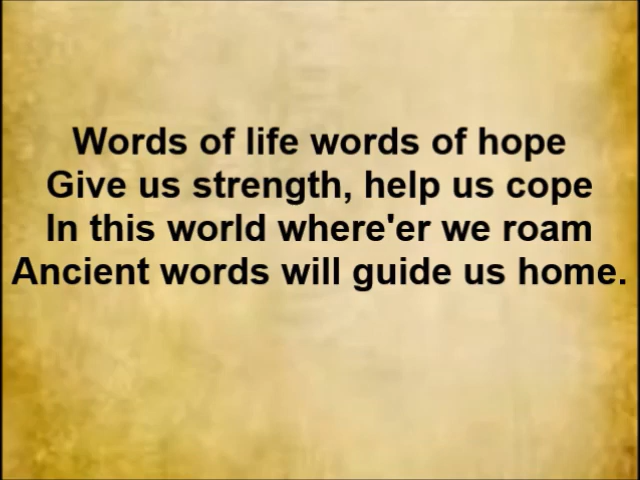 Words of life words of hope
Give us strength, help us cope
In this world where'er we roam
Ancient words will guide us home.